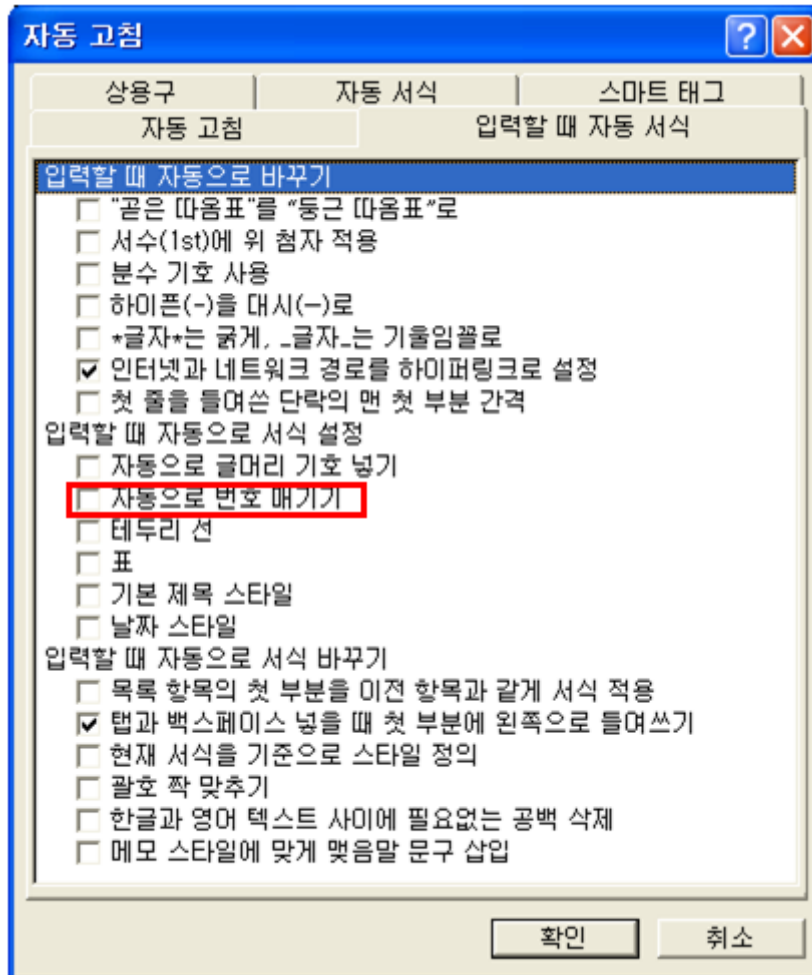 자동 고침
상용구
자동 서식
스마트 태그
자동 고침
입력할 때 자동 서식
입력할 때 자동으로 바꾸기
"곧은 따옴표"를 “둥근 따옴표”로
서수(1st)에 위 첨자 적용
분수 기호 사용
하이픈(-)을 대시(—)로
*글자*는 굵게, _글자_는 기울임꼴로
인터넷과 네트워크 경로를 하이퍼링크로 설정
첫 줄을 들여쓴 단락의 맨 첫 부분 간격
입력할 때 자동으로 서식 설정
자동으로 글머리 기호 넣기
자동으로 번호 매기기
테두리 선
표
기본 제목 스타일
날짜 스타일
입력할 때 자동으로 서식 바꾸기
목록 항목의 첫 부분을 이전 항목과 같게 서식 적용
탭과 백스페이스 넣을 때 첫 부분에 왼쪽으로 들여쓰기
현재 서식을 기준으로 스타일 정의
괄호 짝 맞추기
한글과 영어 텍스트 사이에 필요없는 공백 삭제
메모 스타일에 맞게 맺음말 문구 삽입
확인
취소